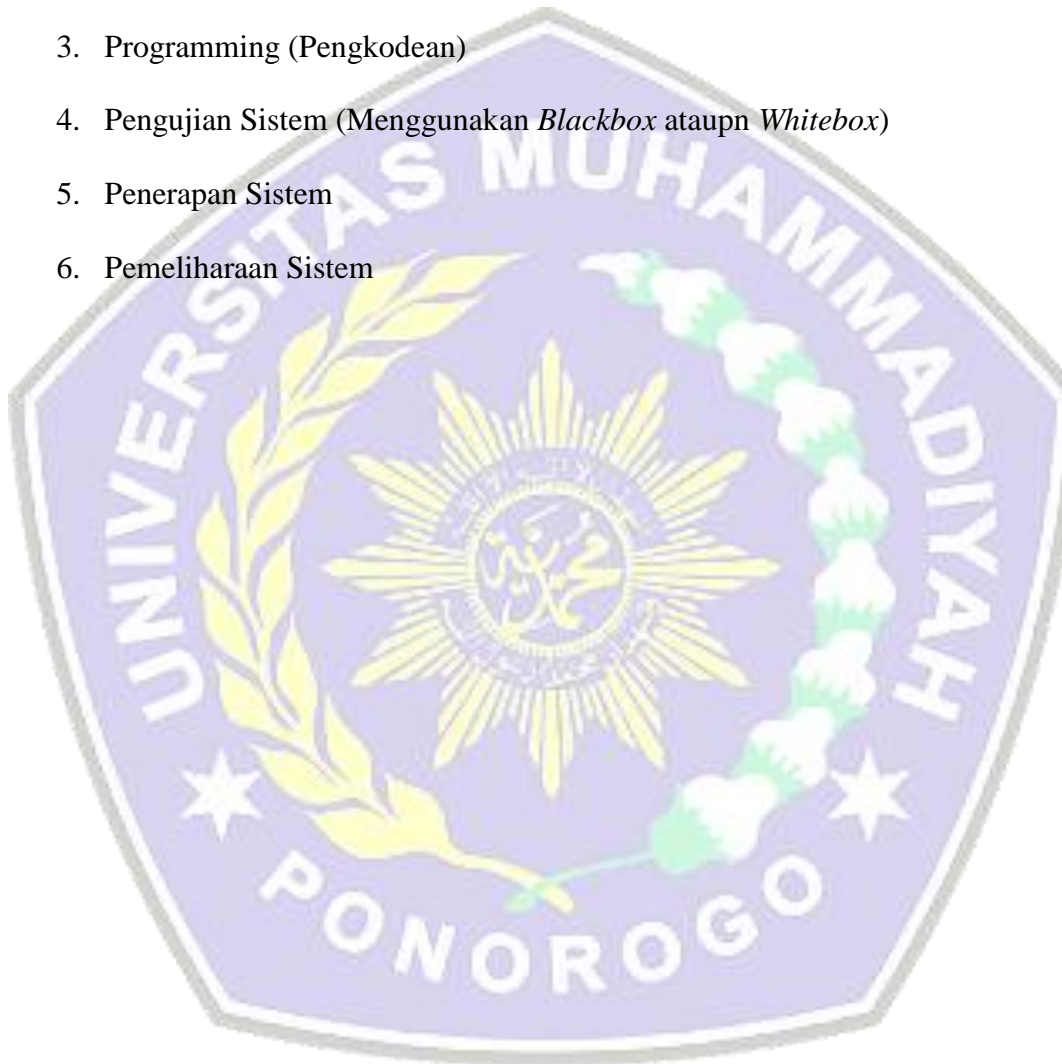 3. Programming (Pengkodean)
4. Pengujian Sistem (Menggunakan Blackbox ataupn Whitebox)
5. Penerapan Sistem
6. Pemeliharaan Sistem
UNIVERSITAS MUHAMMADIYAH
PONOROGO
محمدية